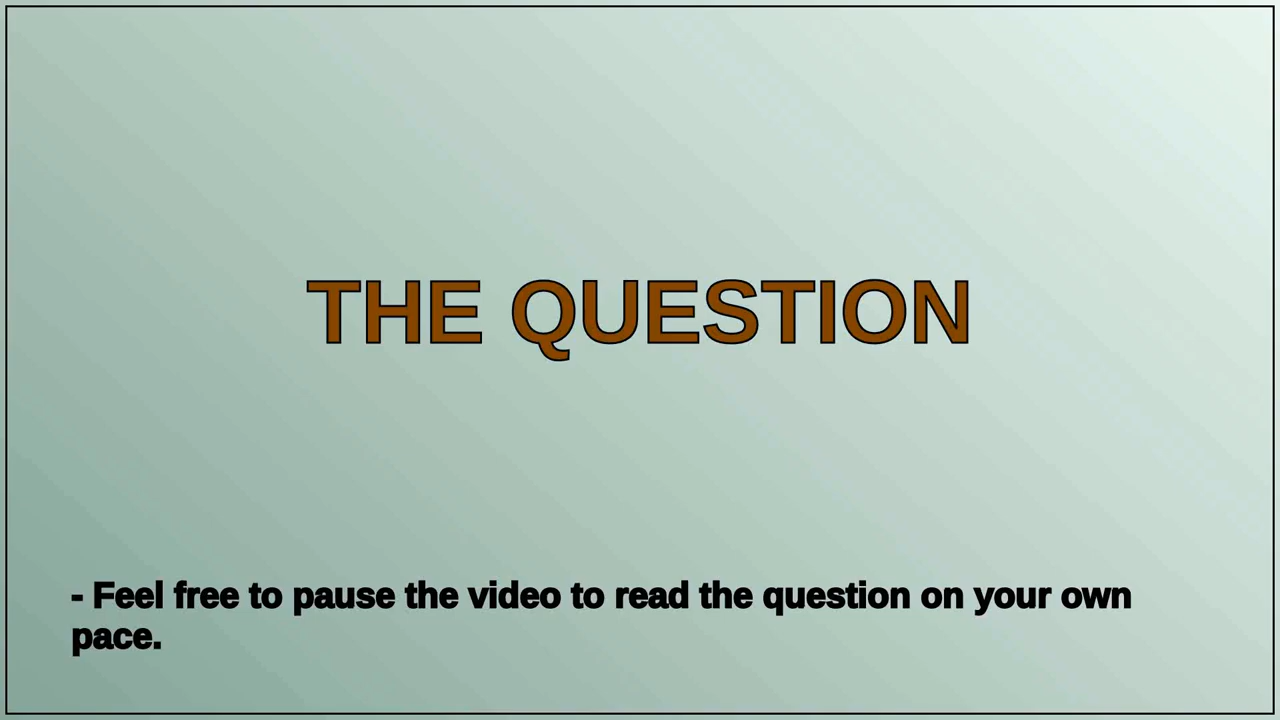 THE QUESTION
- Feel free to pause the video to read the question on your own
pace.